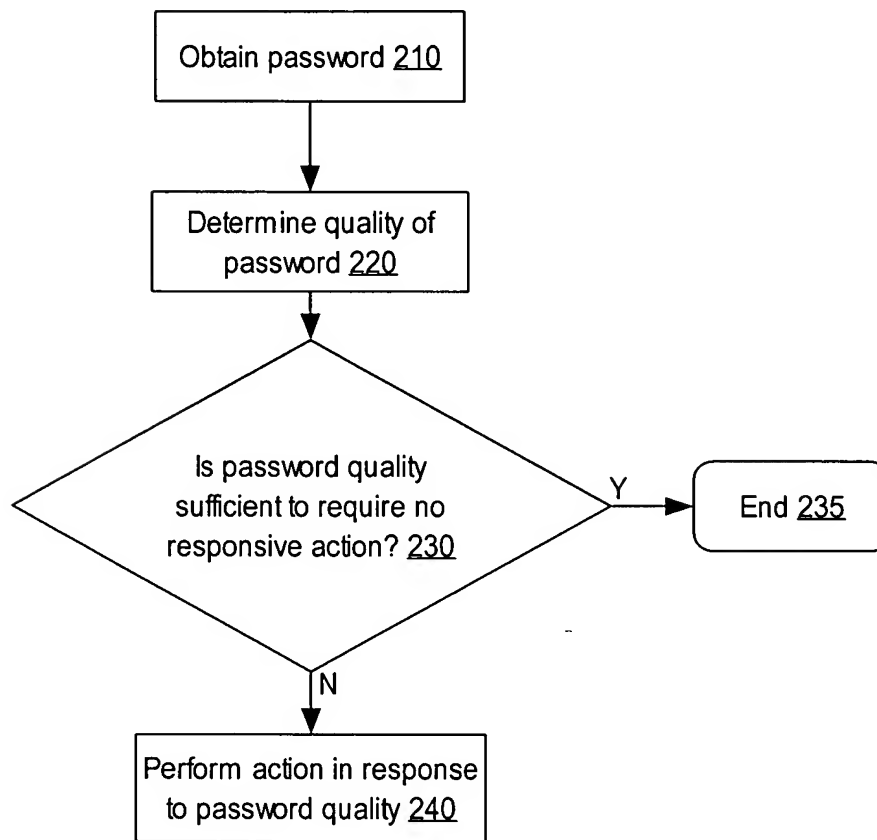 Obtain password 210
Determine quality of
password 220
Is password quality
sufficient to require no
responsive action? 230
Y
End 235
N
Perform action in response
to password quality 240